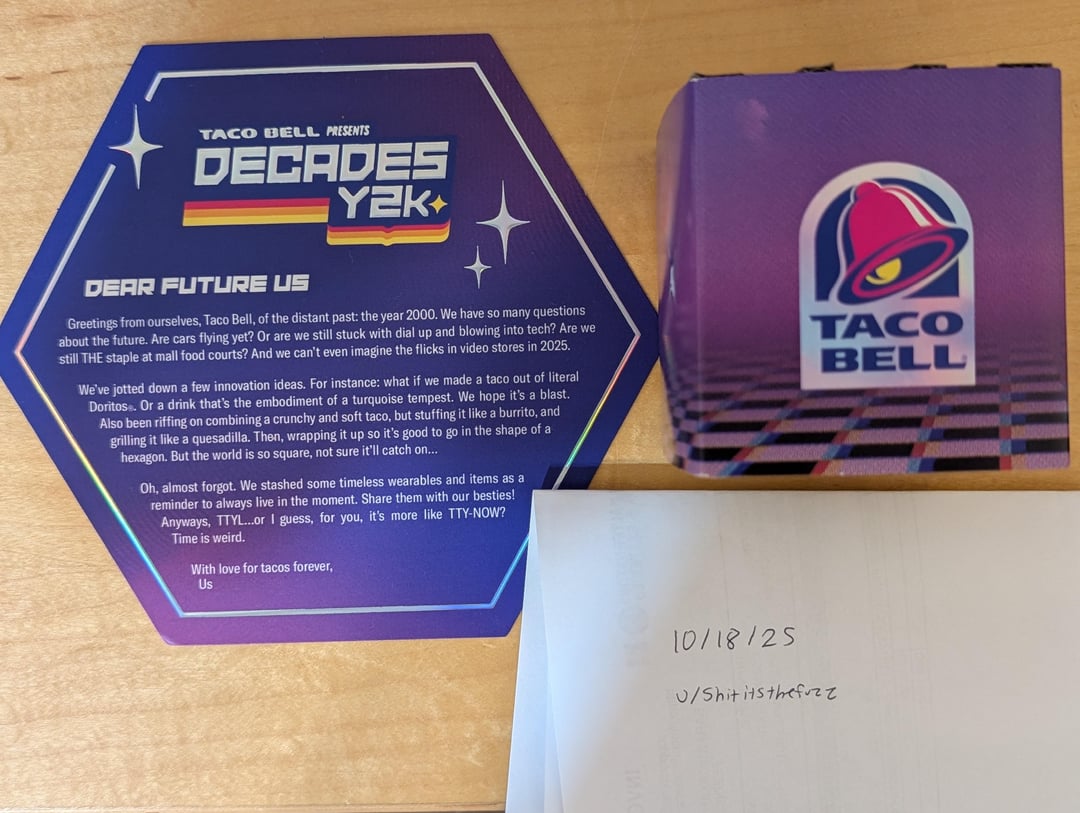 TACO BELL PRESENTS
DECADES
Y2K
DEAR FUTURE US
Greetings from ourselves, Taco Bell, of the distant past: the year 2000. We have so many questions
about the future. Are cars flying yet? Or are we still stuck with dial up and blowing into tech? Are we
still THE staple at mall food courts? And we can't even imagine the flicks in video stores in 2025.
We've jotted down a few innovation ideas. For instance: what if we made a taco out of literal
Doritos®. Or a drink that's the embodiment of a turquoise tempest. We hope it's a blast.
Also been riffing on combining a crunchy and soft taco, but stuffing it like a burrito, and
grilling it like a quesadilla. Then, wrapping it up so it's good to go in the shape of a
hexagon. But the world is so square, not sure it'll catch on...
Oh, almost forgot. We stashed some timeless wearables and items as a
reminder to always live in the moment. Share them with our besties!
Anyways, TTYL...or I guess, for you, it's more like TTY-NOW?
Time is weird.
With love for tacos forever,
Us
TACO
BELL
10/18/25
u/Shititsthefuzz